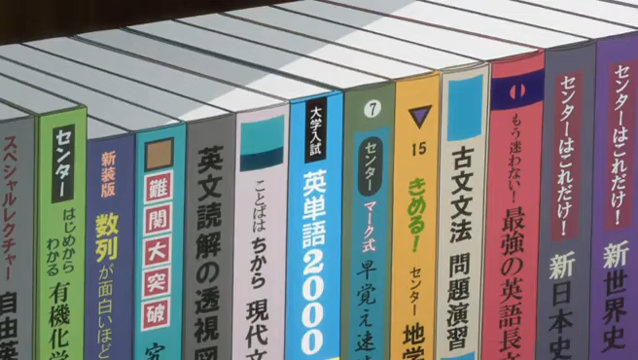 スペシャルレクチャー
自由英
センター
はじめから
わかる
有機化学
新装版
数列が面白いほど
難関大突破
英文読解の透視図
ことばは
ちから
現代文
大学入試
英単語2000
7
センター
マーク式
早覚え速
15
きめる!
センター
地学
古文文法
問題演習
もう迷わない!
最強の英語長
センターはこれだけ!
新日本史
センターはこれだけ!
新世界史